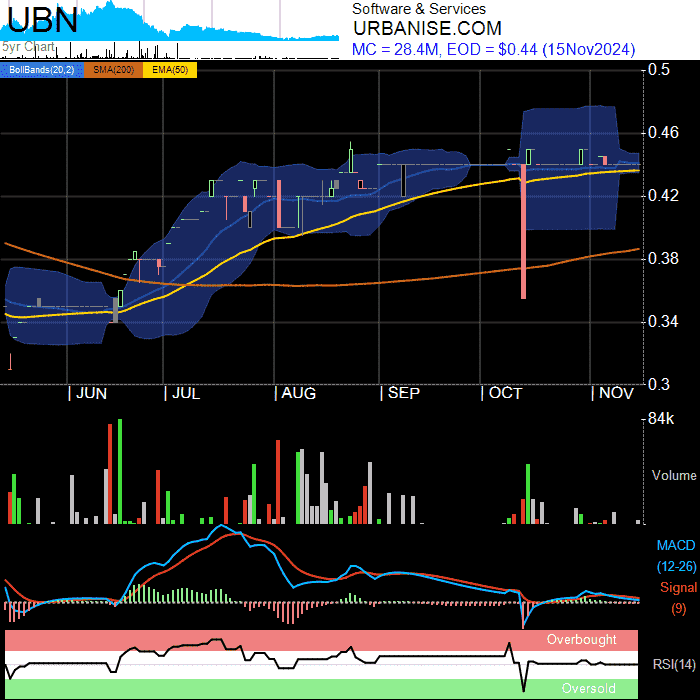 UBN
Software & Services
URBANISE.COM
5yr Chart
MC = 28.4M, EOD = $0.44 (15Nov2024)
BollBands(20,2) SMA(200) EMA(50)
0.5
0.46
0.42
0.38
0.34
0.3
| JUN | JUL | AUG | SEP | OCT | NOV
84k
Volume
MACD
(12-26)
Signal
(9)
Overbought
RSI(14)
Oversold